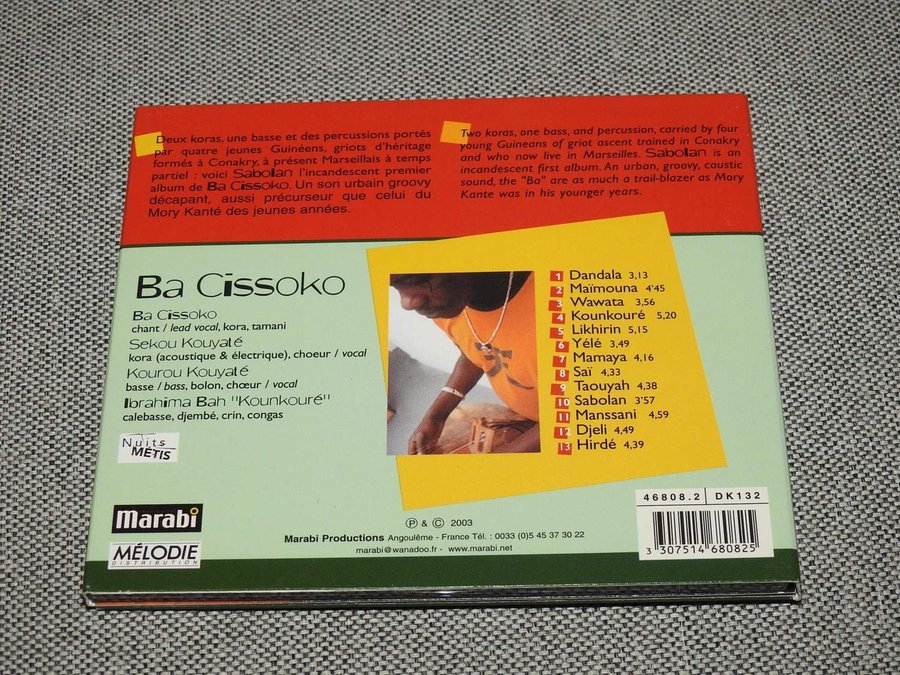 Deux koras, une basse et des percussions portés
par quatre jeunes Guinéens, griots d'héritage
formés à Conakry, à présent Marseillais à temps
partiel : voici Sabolan l'incandescent premier
album de Ba Cissoko. Un son urbain groovy
décapant, aussi précurseur que celui du
Mory Kanté des jeunes années.
Two koras, one bass, and percussion, carried by four
young Guineans of griot ascent trained in Conakry
and who now live in Marseilles. Sabolan is an
incandescent first album. An urban, groovy, caustic
sound, the "Ba" are as much a trail-blazer as Mory
Kante was in his younger years.
Ba Cissoko
Ba Cissoko
chant / lead vocal, kora, tamani
Sekou Kouyaté
kora (acoustique & électrique), choeur / vocal
Kourou Kouyaté
basse / bass, bolon, chœur / vocal
Ibrahima Bah "Kounkouré"
calebasse, djembé, crin, congas
Nuits
MÉTIS
marabi
MÉLODIE
DISTRIBUTION
1 Dandala 3,13
2 Maïmouna 4'45
3 Wawata 3,56
4 Kounkouré 5,20
5 Likhirin 5,15
6 Yélé 3,49
7 Mamaya 4,16
8 Saï 4,33
9 Taouyah 4,38
10 Sabolan 3'57
11 Manssani 4,59
12 Djeli 4,49
13 Hirdé 4,39
Ⓟ & © 2003
Marabi Productions Angoulême - France Tél. : 0033 (0)5 45 37 30 22
marabi@wanadoo.fr - www.marabi.net
46808.2 DK132
3 307514 680825